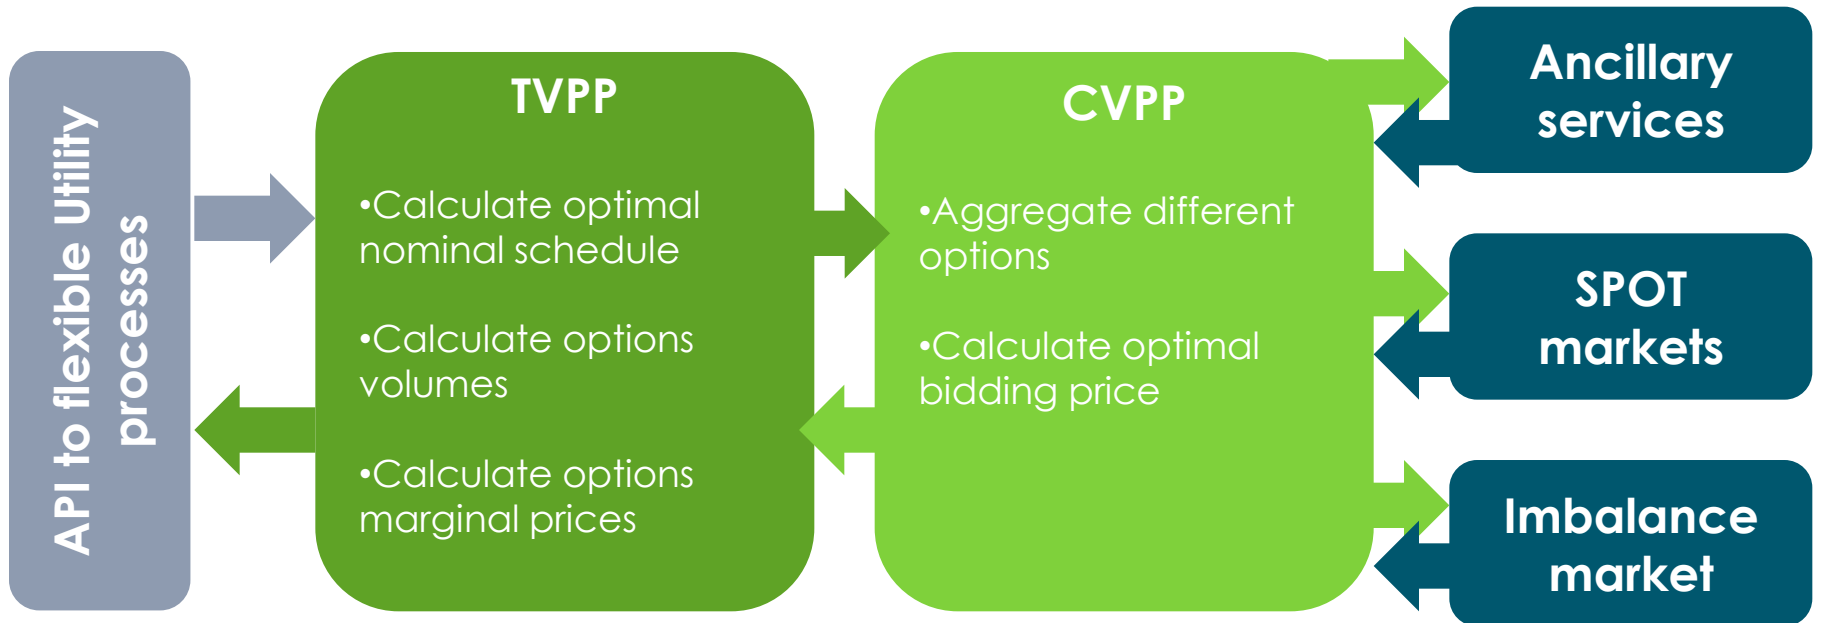 API to flexible Utility
processes
TVPP
•Calculate optimal
nominal schedule
•Calculate options
volumes
•Calculate options
marginal prices
CVPP
•Aggregate different
options
•Calculate optimal
bidding price
Ancillary
services
SPOT
markets
Imbalance
market